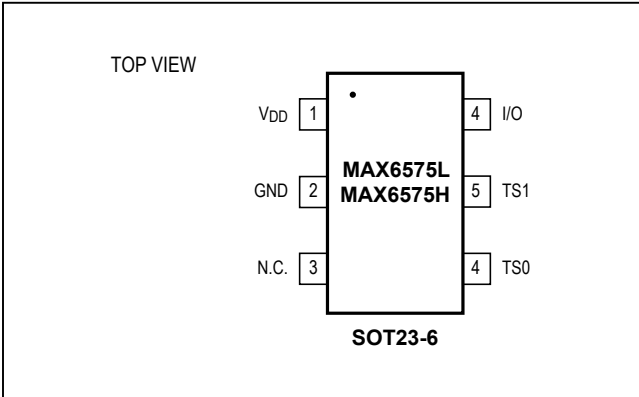 TOP VIEW
VDD 1
4 I/O
MAX6575L
GND 2
MAX6575H
5 TS1
N.C. 3
4 TS0
SOT23-6